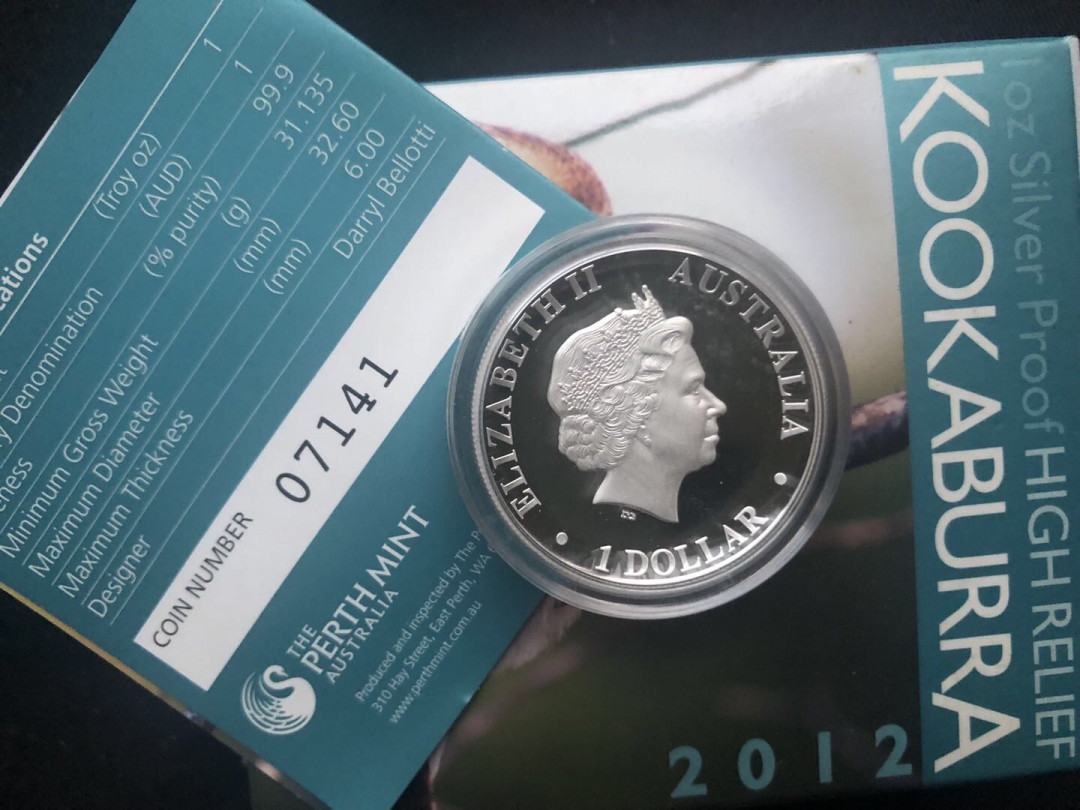 1
(Troy oz) 1
Denomination (AUD) 1
(% purity) 99.9
Minimum Gross Weight (g) 31.135
Maximum Diameter (mm) 32.60
Maximum Thickness (mm) 6.00
Designer Darryl Bellotti
COIN NUMBER 07141
THE
PERTH MINT
AUSTRALIA
Produced and inspected by The
310 Hay Street, East Perth, WA
www.perthmint.com.au
ELIZABETH II AUSTRALIA
1 DOLLAR
1 oz Silver Proof HIGH RELIEF
KOOKABURRA
2012